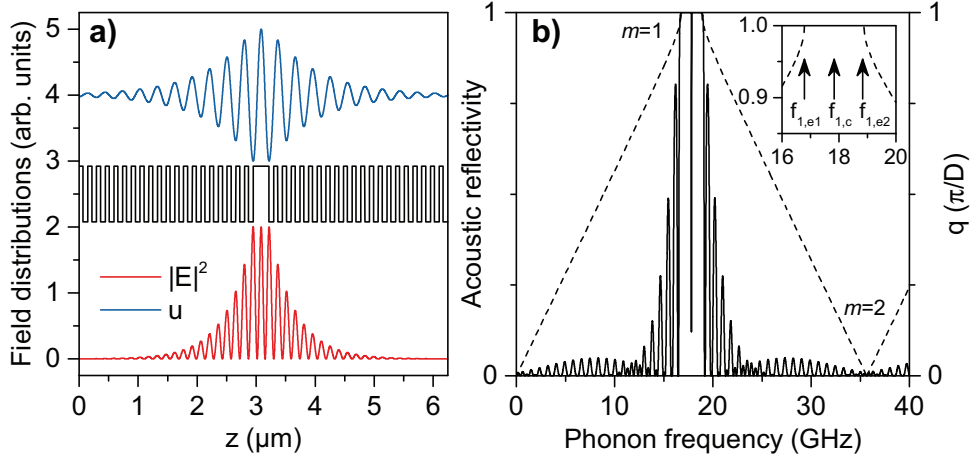 a)
Field distributions (arb. units)
5
4
3
2
1
0
|E|²
u
0 1 2 3 4 5 6
z (µm)
b)
Acoustic reflectivity
1
0
m=1
m=2
1.0
0.9
f1,e1 f1,c f1,e2
16 18 20
1
0
q (π/D)
0 10 20 30 40
Phonon frequency (GHz)